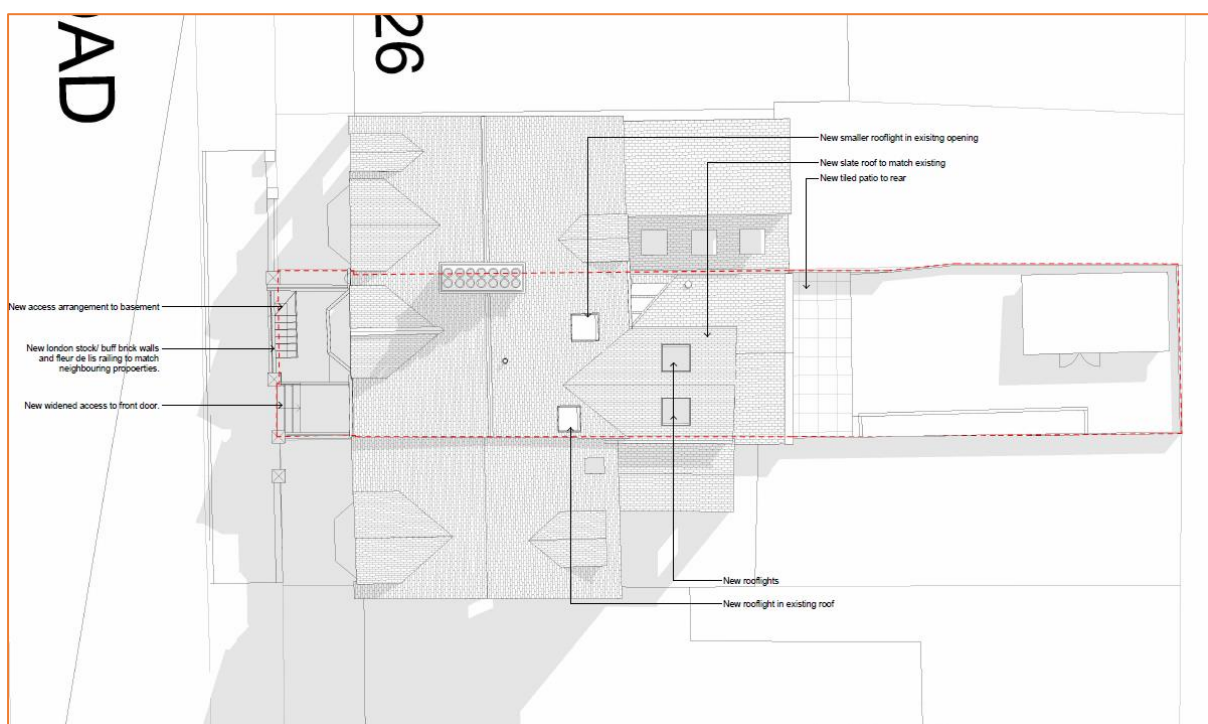 OAD
26
New smaller rooflight in exisitng opening
New slate roof to match existing
New tiled patio to rear
New access arrangement to basement
New london stock/ buff brick walls
and fleur de lis railing to match
neighbouring propoerties.
New widened access to front door.
New rooflights
New rooflight in existing roof